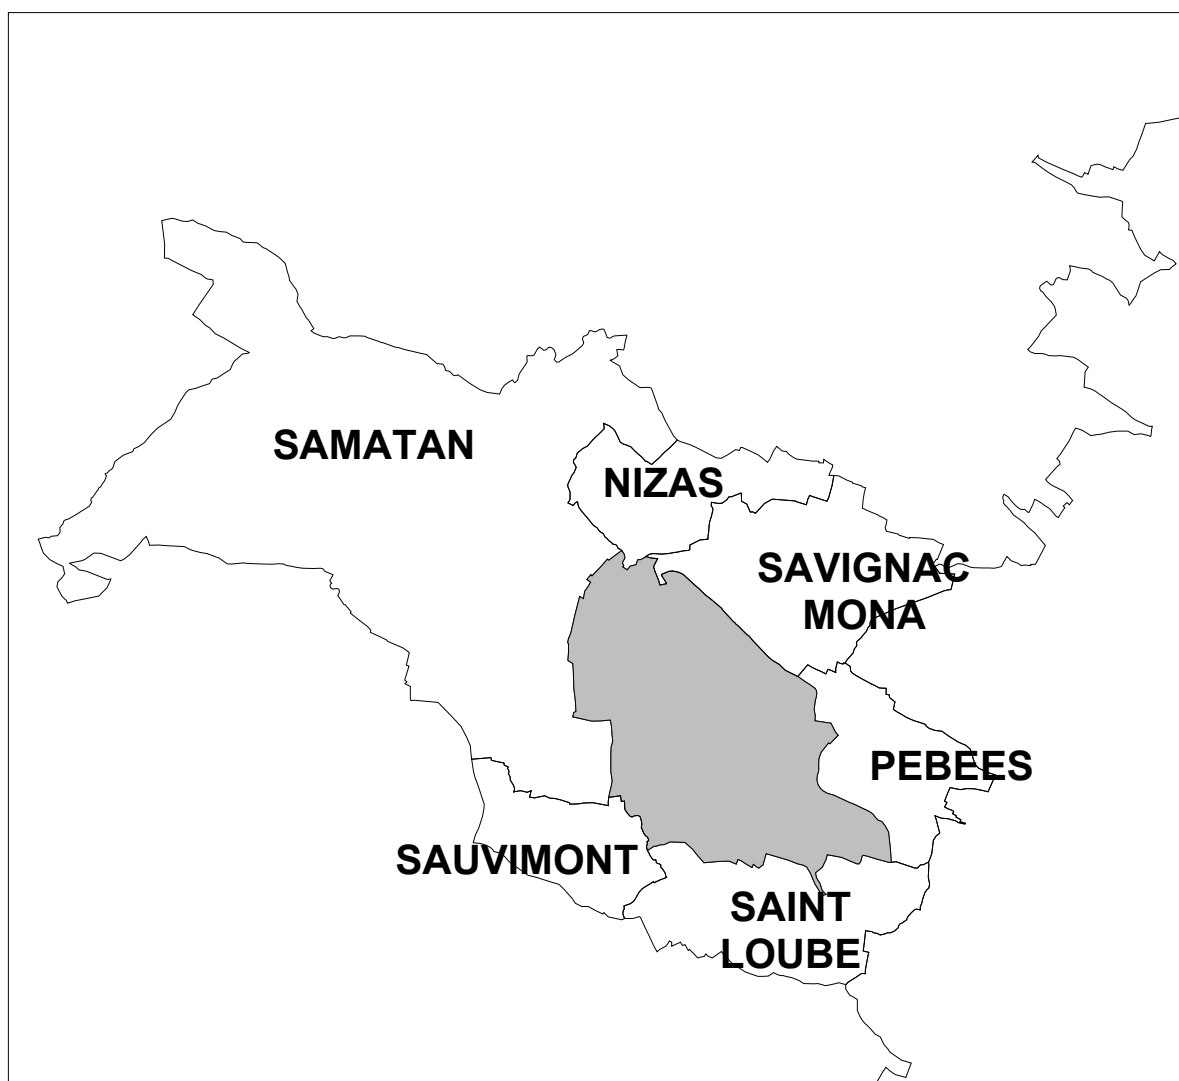 SAMATAN
NIZAS
SAVIGNAC
MONA
PEBEES
SAUVIMONT
SAINT
LOUBE